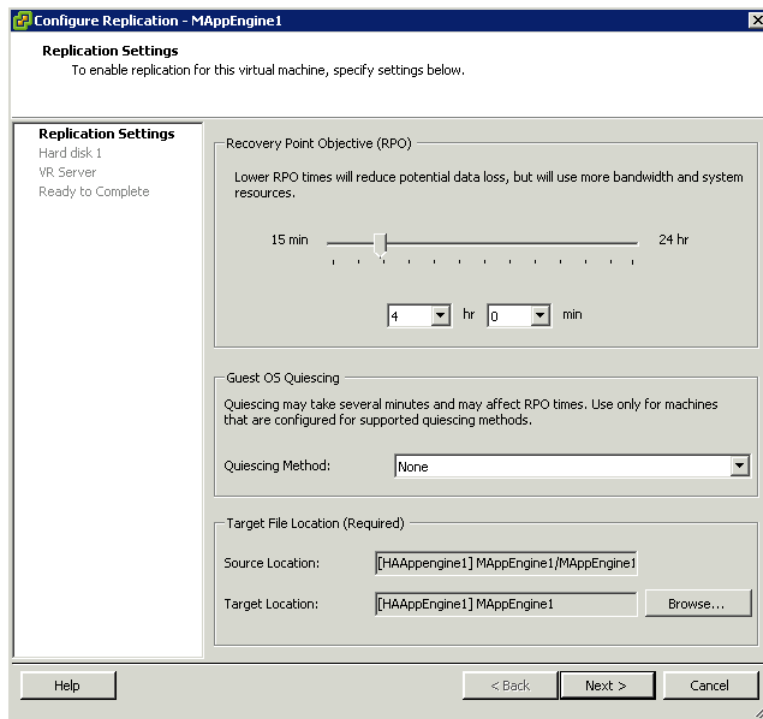 Configure Replication - MAppEngine1
Replication Settings
To enable replication for this virtual machine, specify settings below.
Replication Settings
Hard disk 1
VR Server
Ready to Complete
Recovery Point Objective (RPO)
Lower RPO times will reduce potential data loss, but will use more bandwidth and system
resources.
15 min 24 hr
4 hr 0 min
Guest OS Quiescing
Quiescing may take several minutes and may affect RPO times. Use only for machines
that are configured for supported quiescing methods.
Quiescing Method: None
Target File Location (Required)
Source Location: [HAAppengine1] MAppEngine1/MAppEngine1
Target Location: [HAAppEngine1] MAppEngine1 Browse...
Help < Back Next > Cancel